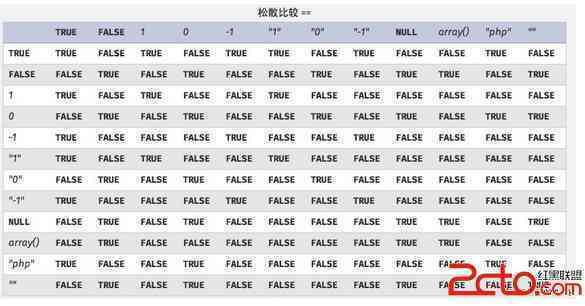 松散比较 ==
TRUE FALSE 1 0 -1 "1" "0" "-1" NULL array() "php" ""
TRUE TRUE FALSE TRUE FALSE TRUE TRUE FALSE TRUE FALSE FALSE TRUE FALSE
FALSE FALSE TRUE FALSE TRUE FALSE FALSE TRUE FALSE TRUE TRUE FALSE TRUE
1 TRUE FALSE TRUE FALSE FALSE TRUE FALSE FALSE FALSE FALSE FALSE FALSE
0 FALSE TRUE FALSE TRUE FALSE FALSE TRUE FALSE TRUE FALSE TRUE TRUE
-1 TRUE FALSE FALSE FALSE TRUE FALSE FALSE TRUE FALSE FALSE FALSE FALSE
"1" TRUE FALSE TRUE FALSE FALSE TRUE FALSE FALSE FALSE FALSE FALSE FALSE
"0" FALSE TRUE FALSE TRUE FALSE FALSE TRUE FALSE FALSE FALSE FALSE FALSE
"-1" TRUE FALSE FALSE FALSE TRUE FALSE FALSE TRUE FALSE FALSE FALSE FALSE
NULL FALSE TRUE FALSE TRUE FALSE FALSE FALSE FALSE TRUE TRUE FALSE TRUE
array() FALSE TRUE FALSE FALSE FALSE FALSE FALSE FALSE TRUE TRUE FALSE FALSE
"php" TRUE FALSE FALSE TRUE FALSE FALSE FALSE FALSE FALSE FALSE TRUE
"" FALSE TRUE FALSE TRUE FALSE FALSE FALSE FALSE TRUE FALSE FALSE TRUE
2cto.com
红黑联盟